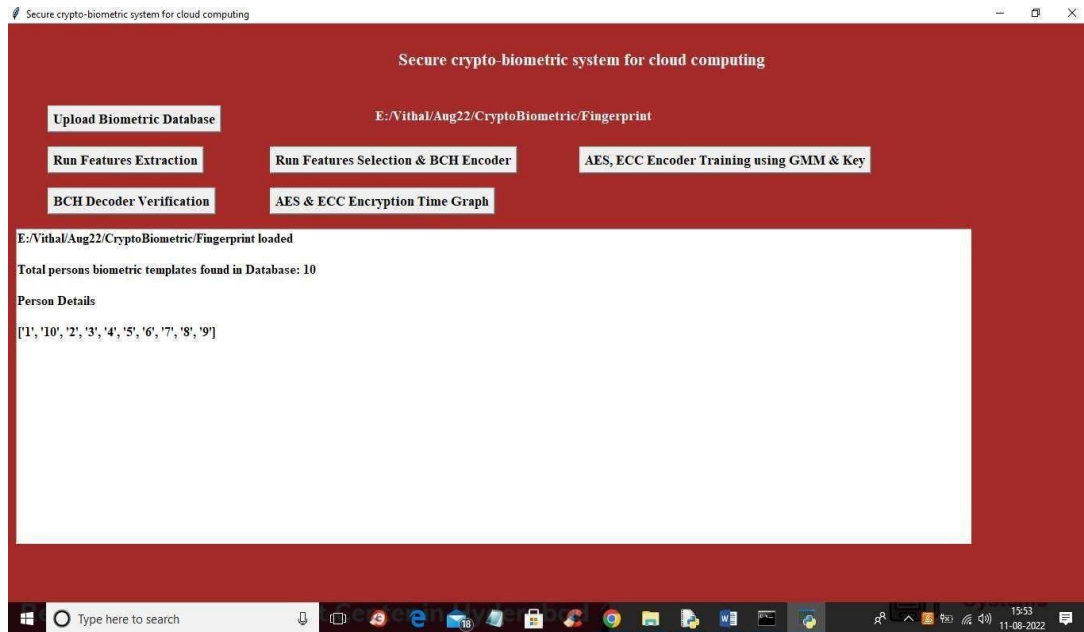 Secure crypto-biometric system for cloud computing
Secure crypto-biometric system for cloud computing
Upload Biometric Database
E:/Vithal/Aug22/CryptoBiometric/Fingerprint
Run Features Extraction
Run Features Selection & BCH Encoder
AES, ECC Encoder Training using GMM & Key
BCH Decoder Verification
AES & ECC Encryption Time Graph
E:/Vithal/Aug22/CryptoBiometric/Fingerprint loaded
Total persons biometric templates found in Database: 10
Person Details
['1', '10', '2', '3', '4', '5', '6', '7', '8', '9']
Type here to search
18
15:53
11-08-2022